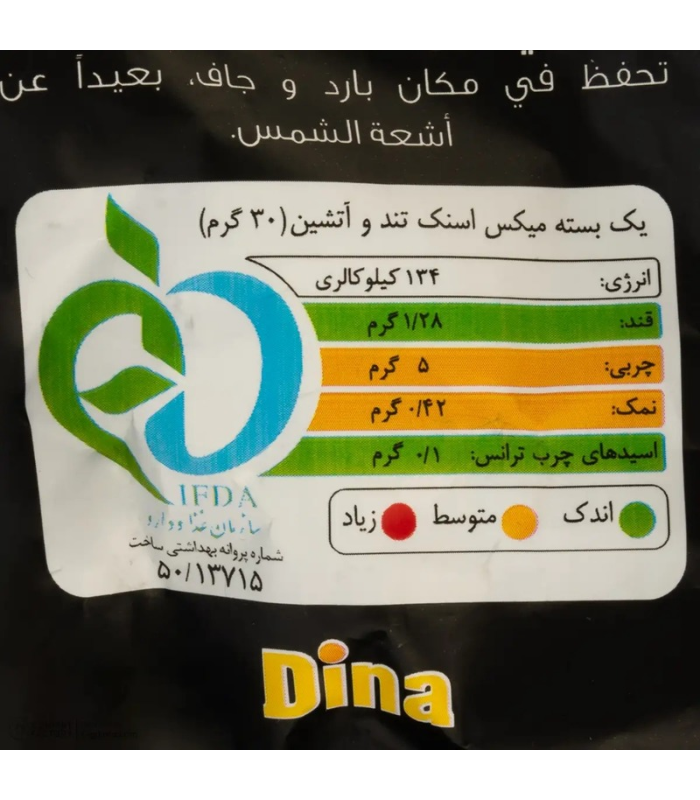 تحفظ في مكان بارد و جاف، بعيداً عن
أشعة الشمس.
یک بسته میکس اسنک تند و آتشین (۳۰ گرم)
انرژی: ۱۳۴ کیلوکالری
قند: ۱/۲۸ گرم
چربی: ۵ گرم
نمک: ۰/۴۲ گرم
اسیدهای چرب ترانس: ۰/۱ گرم
اندک متوسط زیاد
IFDA
سازمان غذا و دارو
شماره پروانه بهداشتی ساخت
۵۰/۱۳۷۱۵
Dina